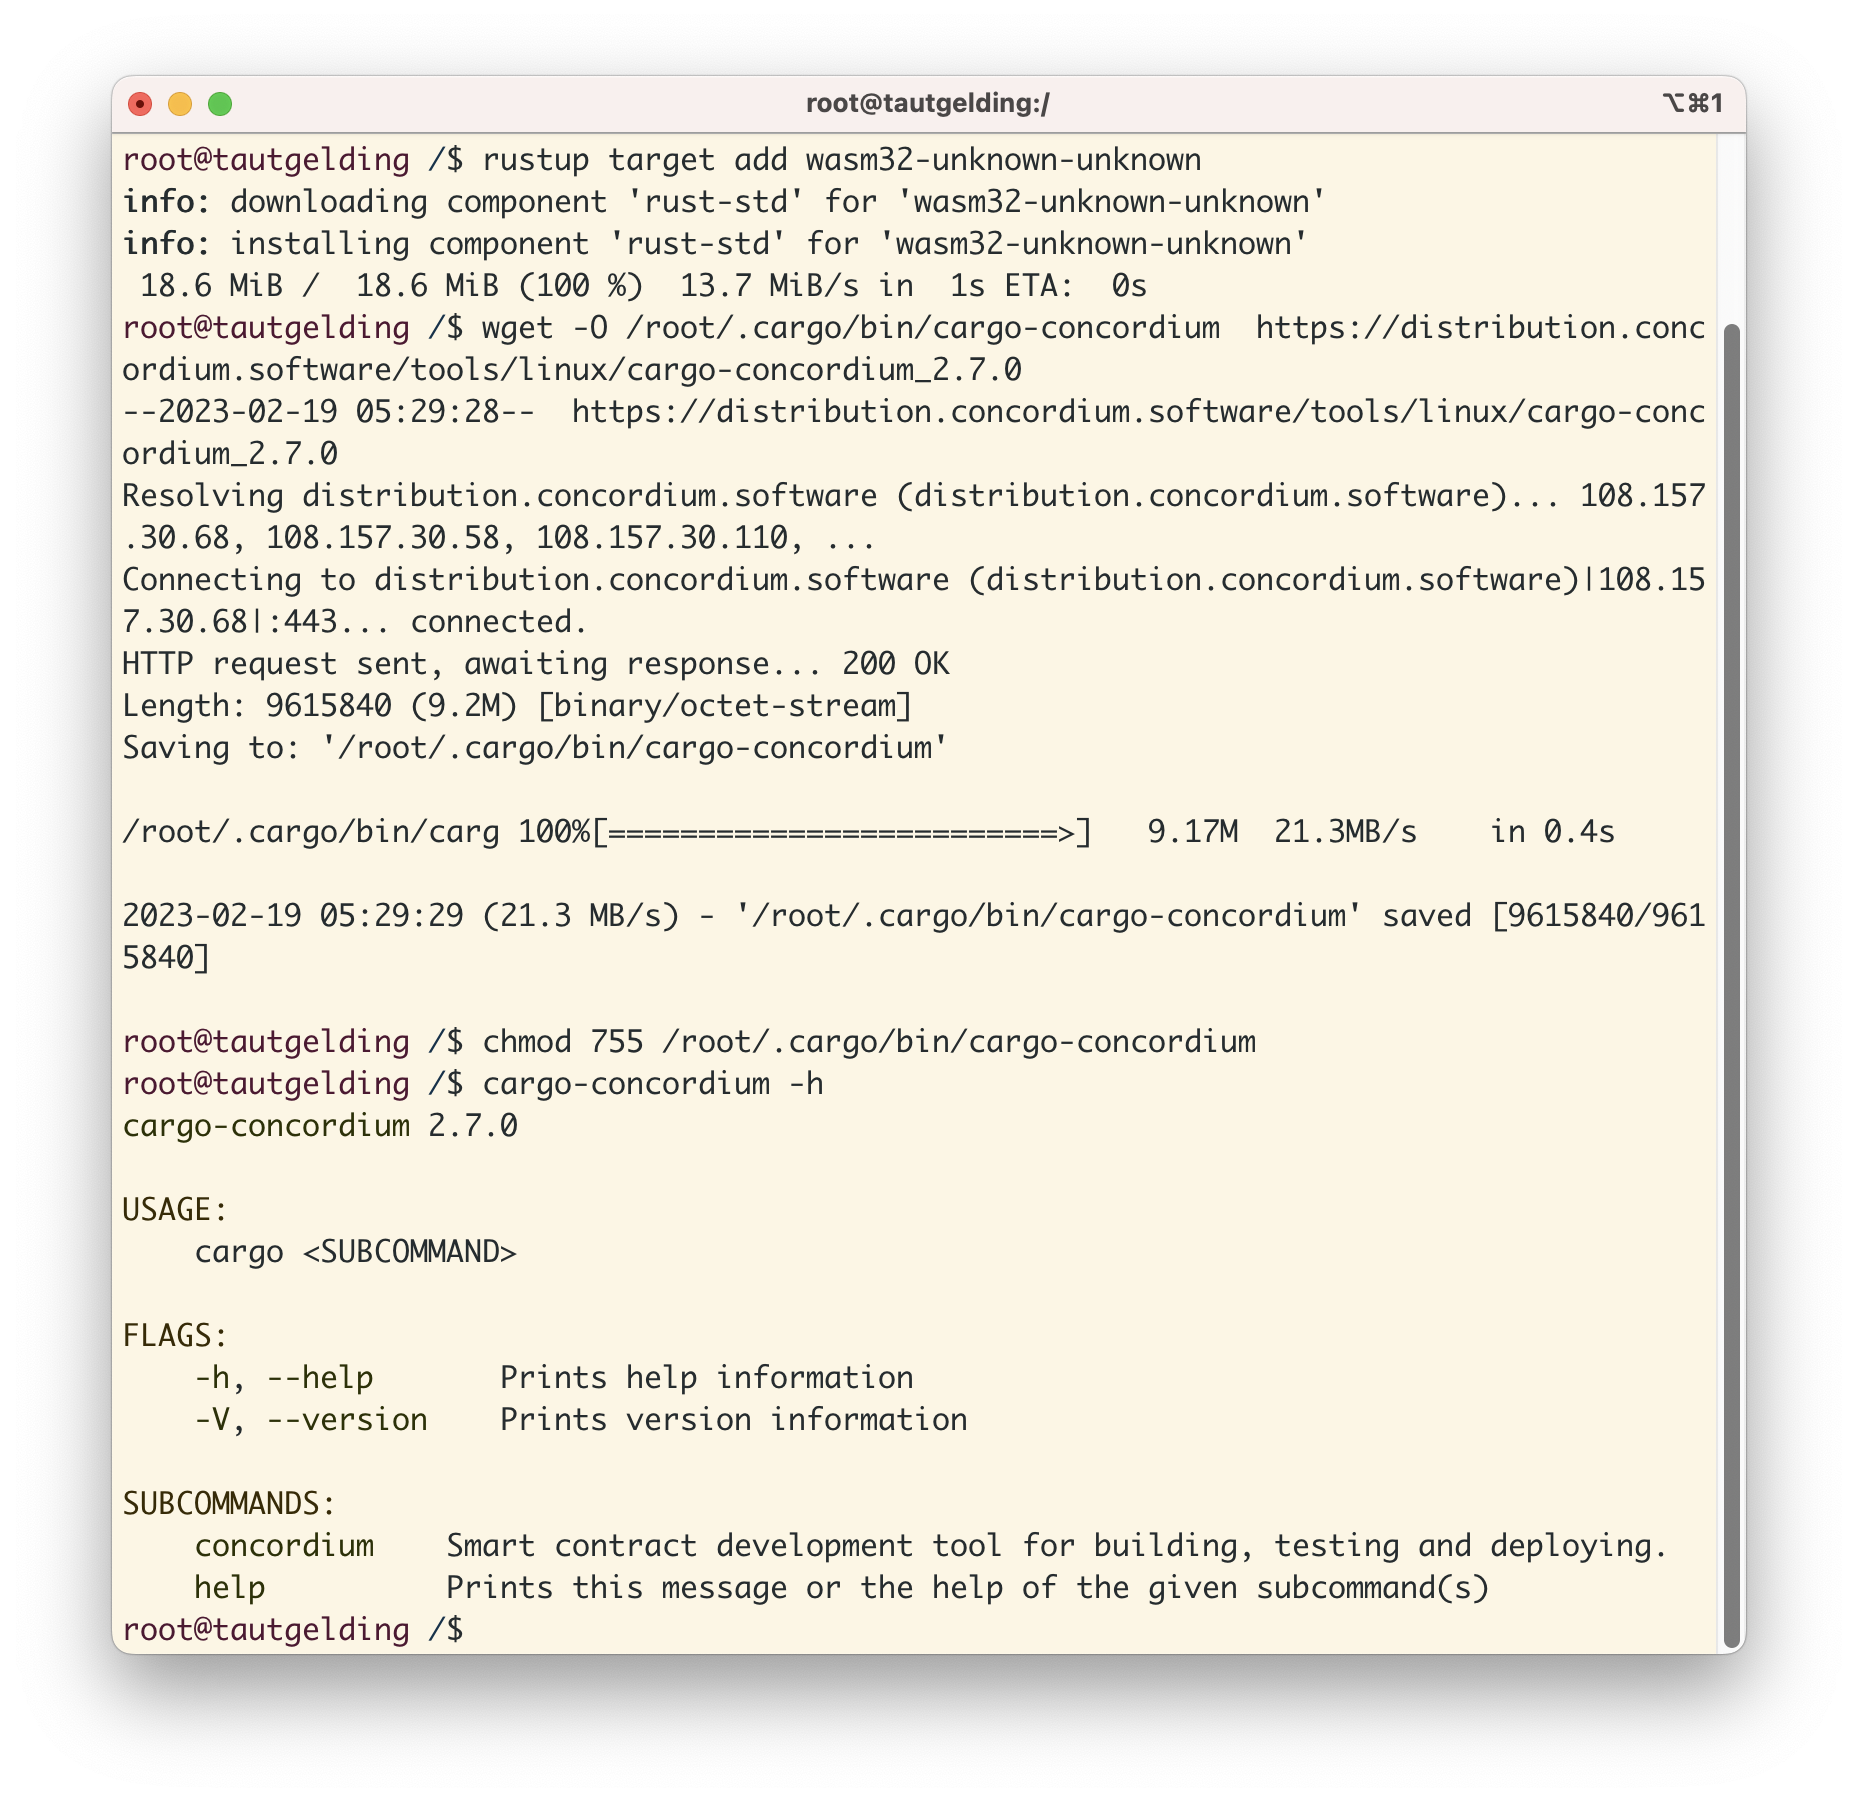 root@tautgelding:/ ⌥⌘1
root@tautgelding /$ rustup target add wasm32-unknown-unknown
info: downloading component 'rust-std' for 'wasm32-unknown-unknown'
info: installing component 'rust-std' for 'wasm32-unknown-unknown'
 18.6 MiB /  18.6 MiB (100 %)  13.7 MiB/s in  1s ETA:  0s
root@tautgelding /$ wget -O /root/.cargo/bin/cargo-concordium  https://distribution.conc
ordium.software/tools/linux/cargo-concordium_2.7.0
--2023-02-19 05:29:28--  https://distribution.concordium.software/tools/linux/cargo-conc
ordium_2.7.0
Resolving distribution.concordium.software (distribution.concordium.software)... 108.157
.30.68, 108.157.30.58, 108.157.30.110, ...
Connecting to distribution.concordium.software (distribution.concordium.software)|108.15
7.30.68|:443... connected.
HTTP request sent, awaiting response... 200 OK
Length: 9615840 (9.2M) [binary/octet-stream]
Saving to: '/root/.cargo/bin/cargo-concordium'

/root/.cargo/bin/carg 100%[=========================>]   9.17M  21.3MB/s    in 0.4s

2023-02-19 05:29:29 (21.3 MB/s) - '/root/.cargo/bin/cargo-concordium' saved [9615840/961
5840]

root@tautgelding /$ chmod 755 /root/.cargo/bin/cargo-concordium
root@tautgelding /$ cargo-concordium -h
cargo-concordium 2.7.0

USAGE:
    cargo <SUBCOMMAND>

FLAGS:
    -h, --help       Prints help information
    -V, --version    Prints version information

SUBCOMMANDS:
    concordium    Smart contract development tool for building, testing and deploying.
    help          Prints this message or the help of the given subcommand(s)
root@tautgelding /$